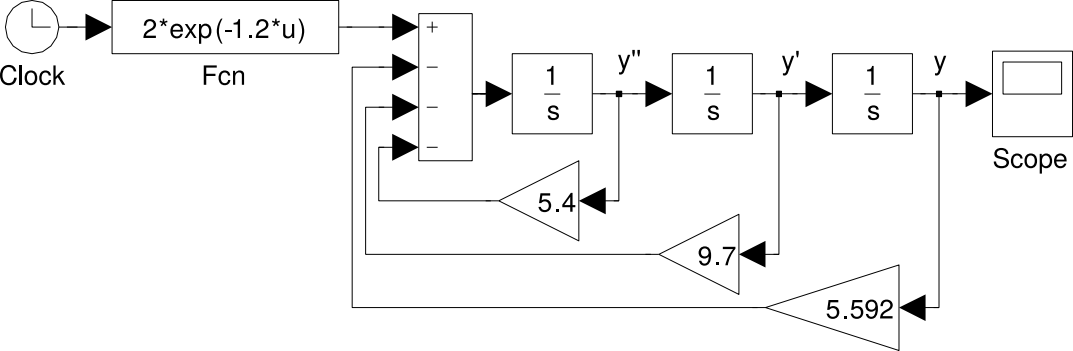 Clock
2*exp(-1.2*u)
Fcn
+
−
−
−
1
s
y"
1
s
y'
1
s
y
Scope
5.4
9.7
5.592